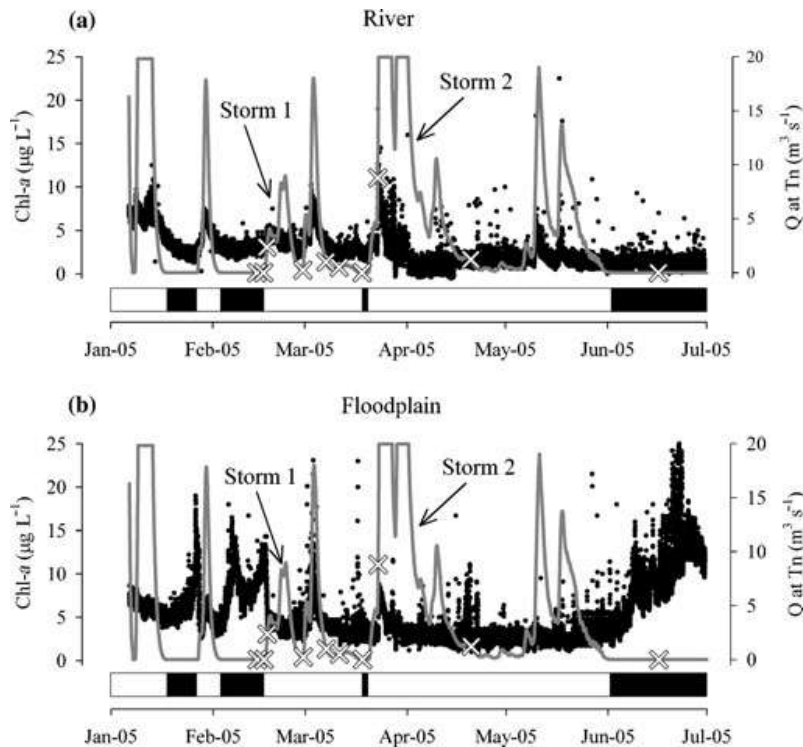 (a) River
Chl-a (µg L⁻¹)
25
20
15
10
5
0
Storm 1
Storm 2
20
15
10
5
0
Q at Tn (m³ s⁻¹)
Jan-05 Feb-05 Mar-05 Apr-05 May-05 Jun-05 Jul-05
(b) Floodplain
Chl-a (µg L⁻¹)
25
20
15
10
5
0
Storm 1
Storm 2
20
15
10
5
0
Q at Tn (m³ s⁻¹)
Jan-05 Feb-05 Mar-05 Apr-05 May-05 Jun-05 Jul-05